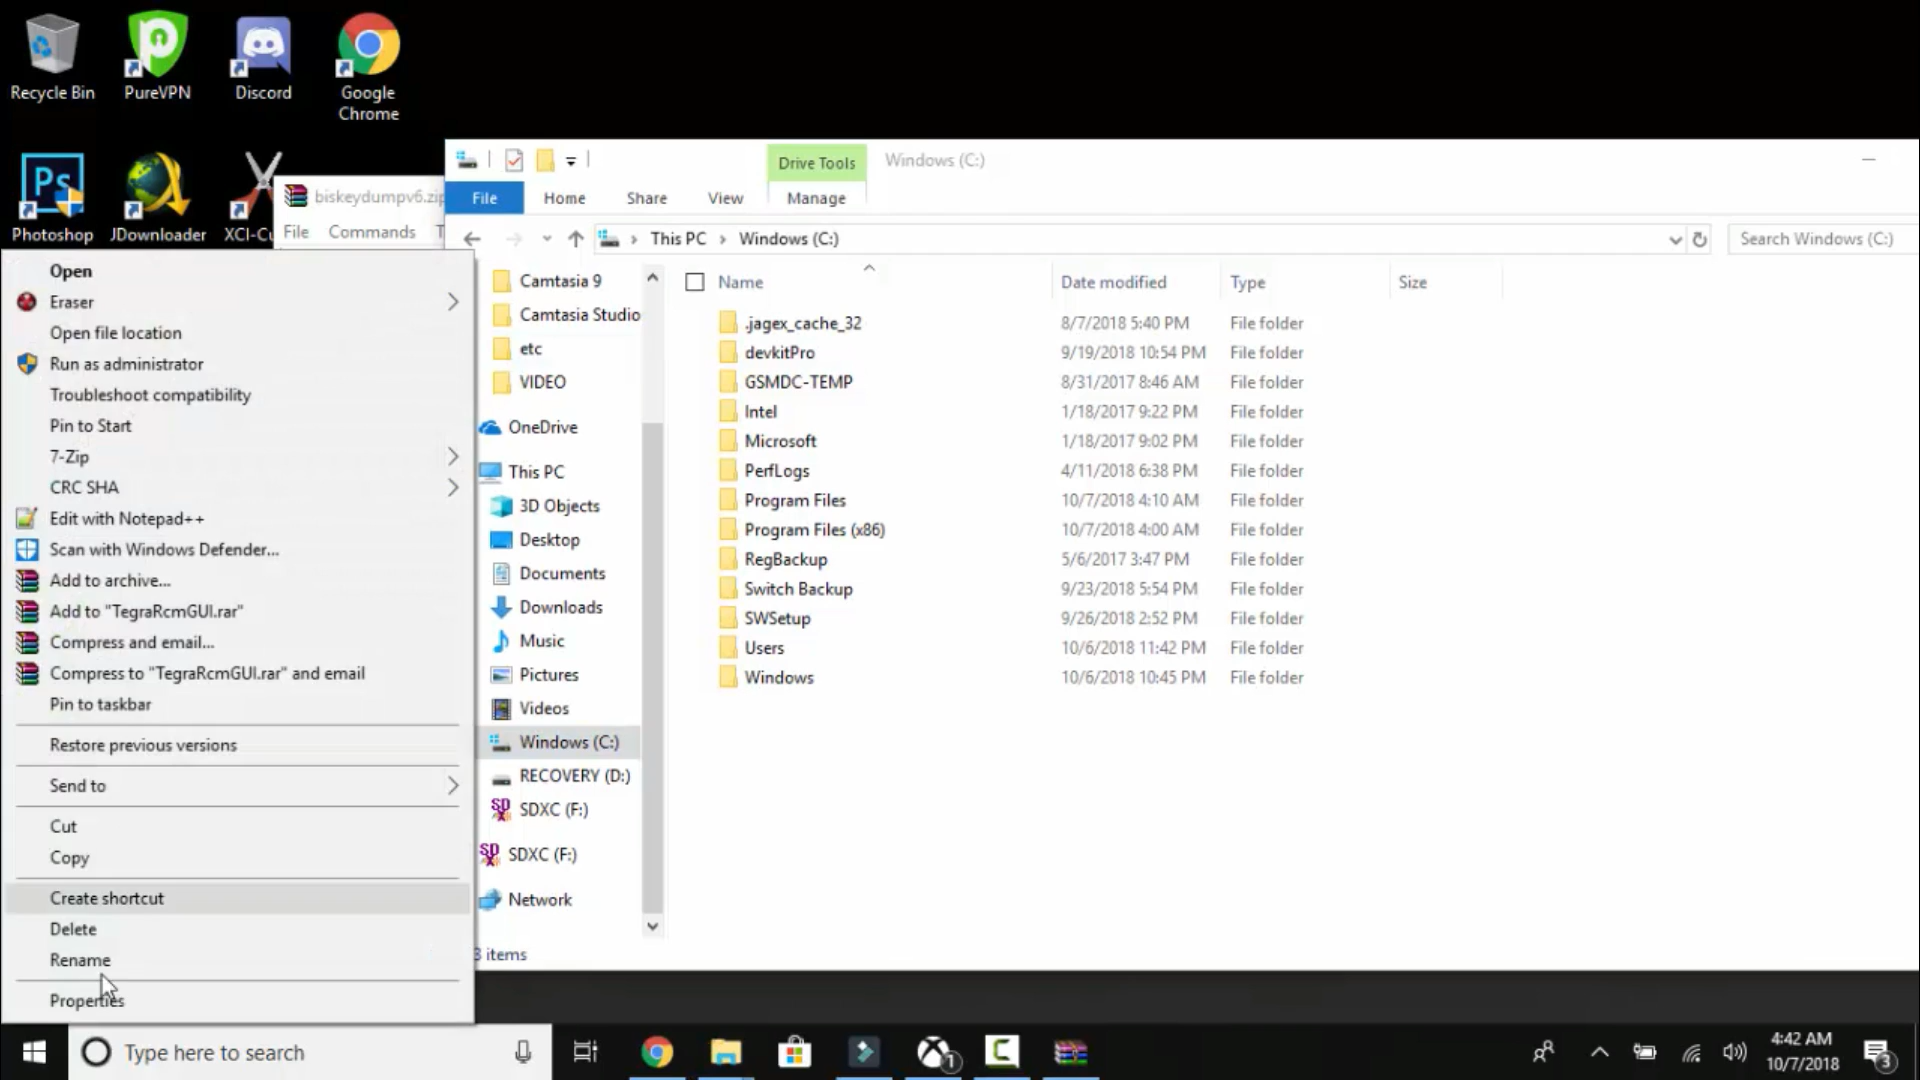 Recycle Bin
PureVPN
Discord
Google
Chrome
Ps
Photoshop
JDownloader
XCI-Cu
biskeydumpv6.zip
File
Commands
T
Drive Tools
Windows (C:)
File
Home
Share
View
Manage
This PC
Windows (C:)
Search Windows (C:)
Open
Eraser
Open file location
Run as administrator
Troubleshoot compatibility
Pin to Start
7-Zip
CRC SHA
Edit with Notepad++
Scan with Windows Defender...
Add to archive...
Add to "TegraRcmGUI.rar"
Compress and email...
Compress to "TegraRcmGUI.rar" and email
Pin to taskbar
Restore previous versions
Send to
Cut
Copy
Create shortcut
Delete
Rename
Properties
Camtasia 9
Camtasia Studio
etc
VIDEO
OneDrive
This PC
3D Objects
Desktop
Documents
Downloads
Music
Pictures
Videos
Windows (C:)
RECOVERY (D:)
SD
SDXC (F:)
SD
SDXC (F:)
Network
3 items
Name
Date modified
Type
Size
.jagex_cache_32 8/7/2018 5:40 PM File folder
devkitPro 9/19/2018 10:54 PM File folder
GSMDC-TEMP 8/31/2017 8:46 AM File folder
Intel 1/18/2017 9:22 PM File folder
Microsoft 1/18/2017 9:02 PM File folder
PerfLogs 4/11/2018 6:38 PM File folder
Program Files 10/7/2018 4:10 AM File folder
Program Files (x86) 10/7/2018 4:00 AM File folder
RegBackup 5/6/2017 3:47 PM File folder
Switch Backup 9/23/2018 5:54 PM File folder
SWSetup 9/26/2018 2:52 PM File folder
Users 10/6/2018 11:42 PM File folder
Windows 10/6/2018 10:45 PM File folder
Type here to search
1
4:42 AM
10/7/2018
3